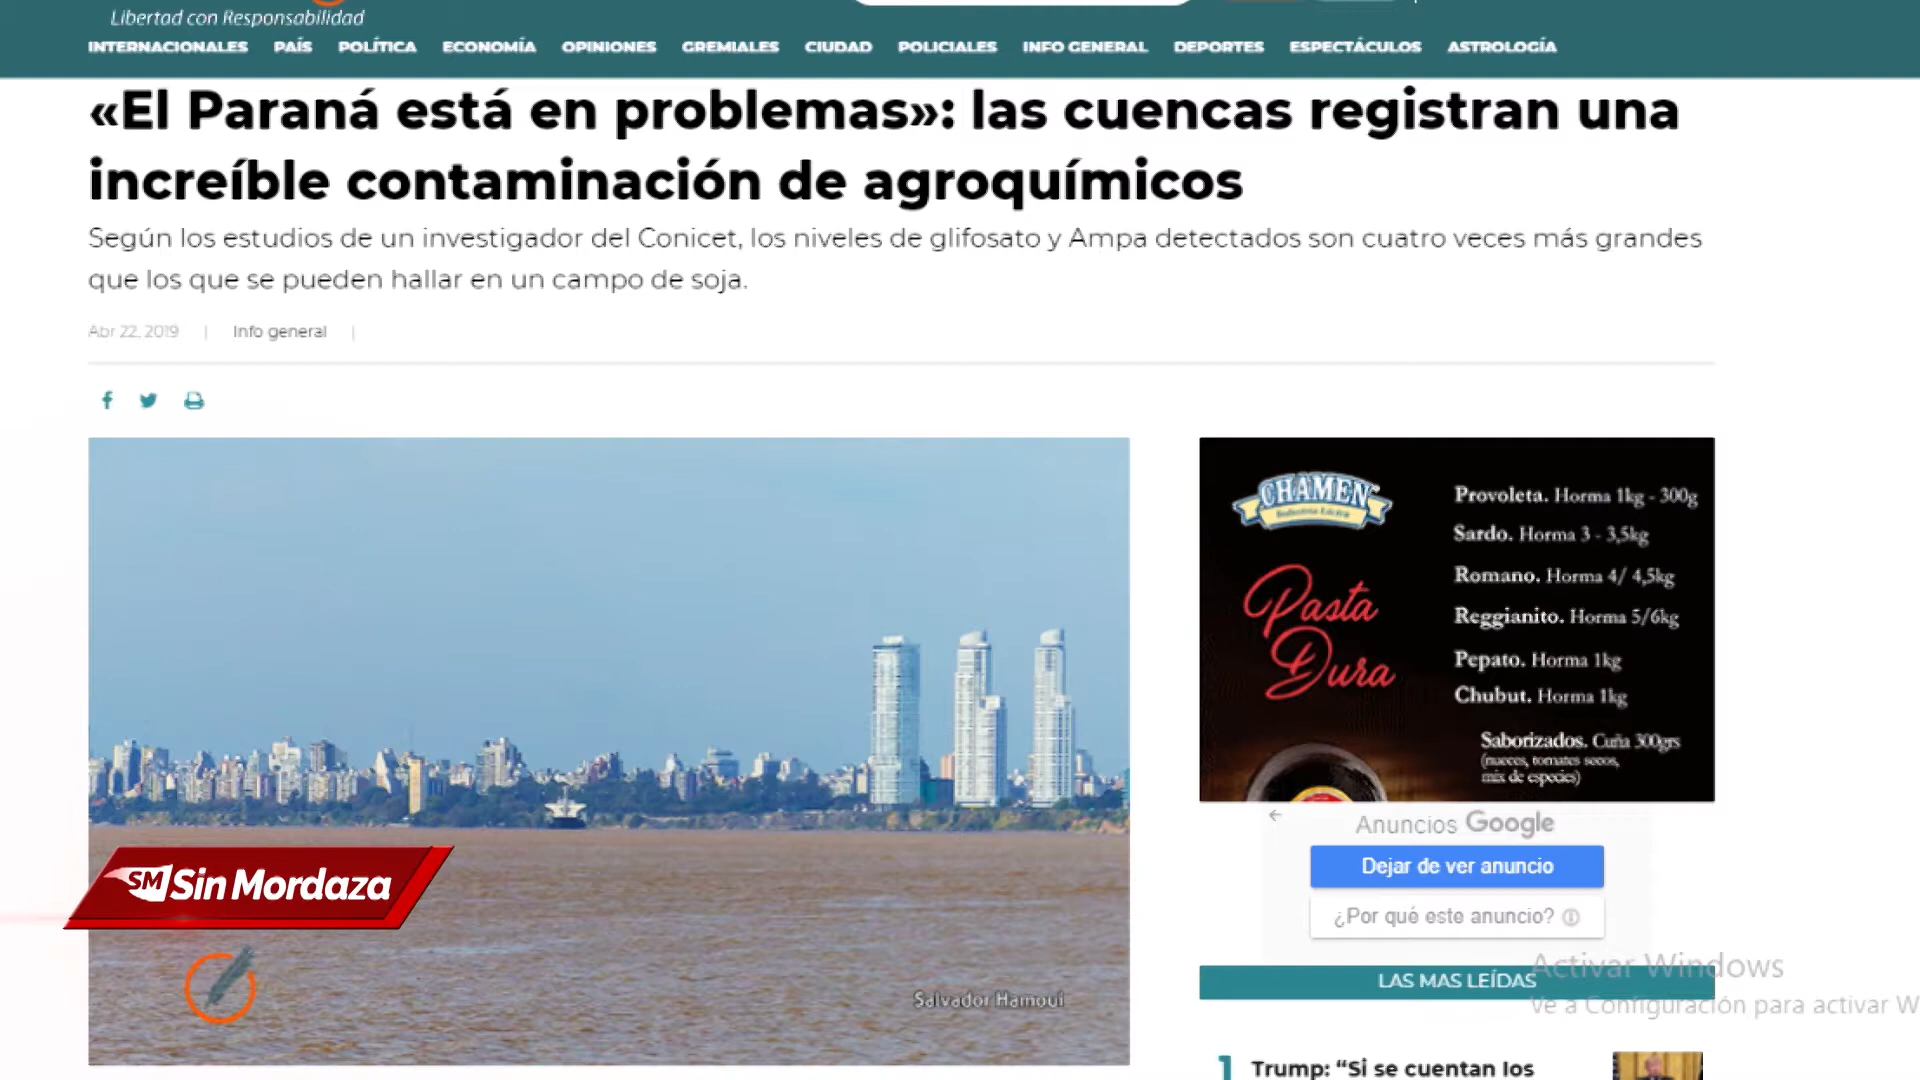 Libertad con Responsabilidad
INTERNACIONALES PAÍS POLÍTICA ECONOMÍA OPINIONES GREMIALES CIUDAD POLICIALES INFO GENERAL DEPORTES ESPECTÁCULOS ASTROLOGÍA
«El Paraná está en problemas»: las cuencas registran una
increíble contaminación de agroquímicos
Según los estudios de un investigador del Conicet, los niveles de glifosato y Ampa detectados son cuatro veces más grandes
que los que se pueden hallar en un campo de soja.
Abr 22, 2019 | Info general |
CHAMEN
Industria Láctea
Pasta
Dura
Provoleta. Horma 1kg - 300g
Sardo. Horma 3 - 3,5kg
Romano. Horma 4/ 4,5kg
Reggianito. Horma 5/6kg
Pepato. Horma 1kg
Chubut. Horma 1kg
Saborizados. Cuña 300grs
(nueces, tomates secos,
mix de especies)
SM Sin Mordaza
Salvador Hamoui
Anuncios Google
Dejar de ver anuncio
¿Por qué este anuncio?
LAS MAS LEÍDAS
Activar Windows
Ve a Configuración para activar W
1 Trump: “Si se cuentan los